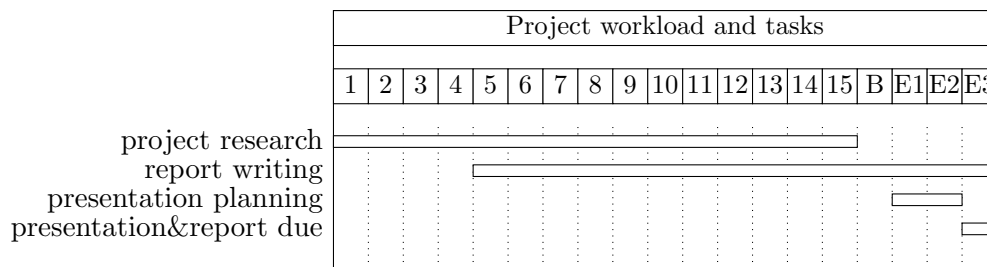 Project workload and tasks
1 2 3 4 5 6 7 8 9 10 11 12 13 14 15 B E1 E2 E3
project research
report writing
presentation planning
presentation&report due